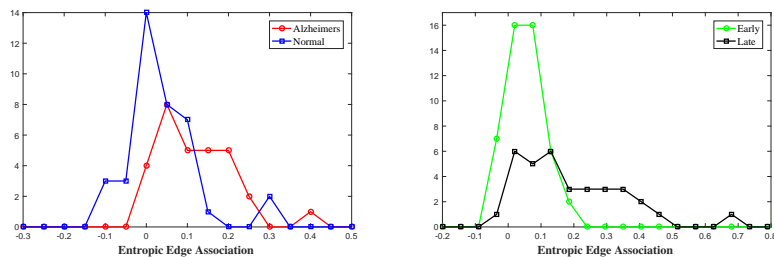 14
12
10
8
6
4
2
0
Alzheimers
Normal
-0.3 -0.2 -0.1 0 0.1 0.2 0.3 0.4 0.5
Entropic Edge Association
16
14
12
10
8
6
4
2
0
Early
Late
-0.2 -0.1 0 0.1 0.2 0.3 0.4 0.5 0.6 0.7 0.8
Entropic Edge Association